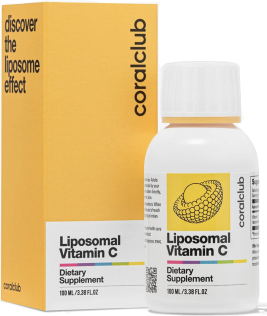 discover
the
liposome
effect
coralclub
Liposomal
Vitamin C
Dietary
Supplement
100 ML / 3.38 FL.OZ
Liposomal
Vitamin C
Dietary
Supplement
100 ML / 3.38 FL.OZ
coralclub